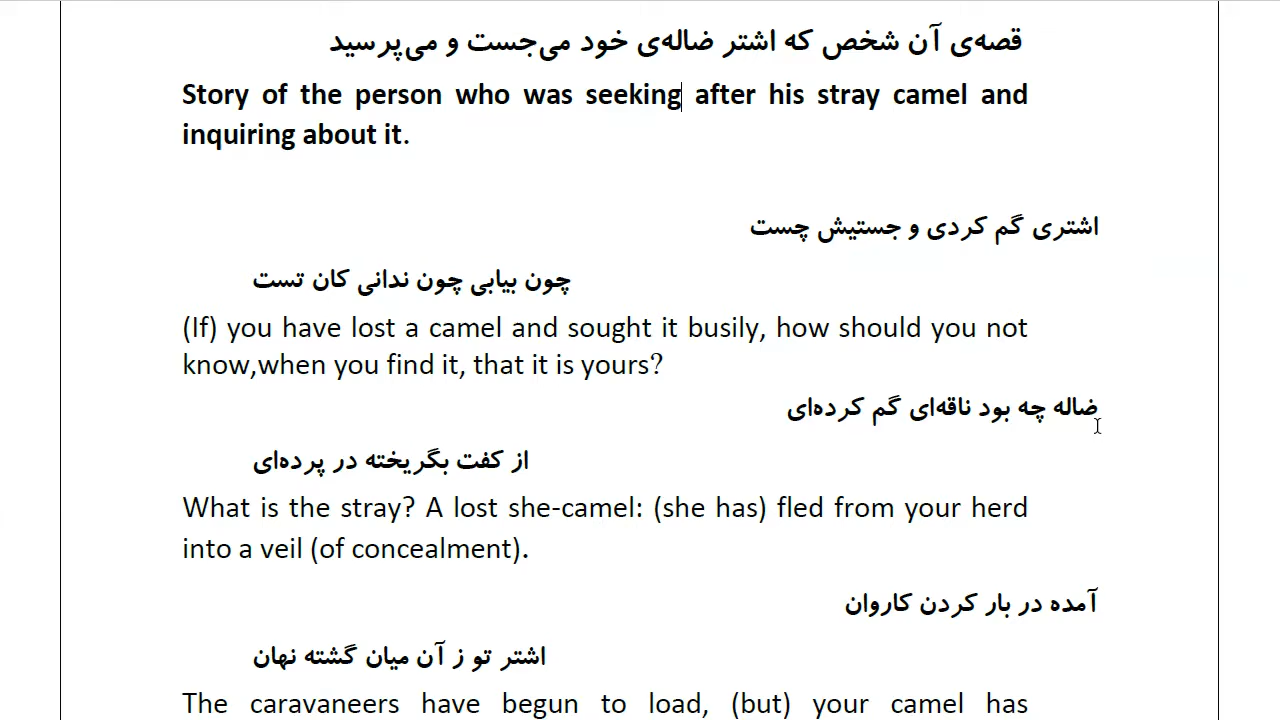 قصه‌ی آن شخص که اشتر ضاله‌ی خود می‌جست و می‌پرسید
Story of the person who was seeking after his stray camel and
inquiring about it.
اشتری گم کردی و جستیش چست
چون بیابی چون ندانی کان تست
(If) you have lost a camel and sought it busily, how should you not
know,when you find it, that it is yours?
ضاله چه بود ناقه‌ای گم کرده‌ای
از کفت بگریخته در پرده‌ای
What is the stray? A lost she-camel: (she has) fled from your herd
into a veil (of concealment).
آمده در بار کردن کاروان
اشتر تو ز آن میان گشته نهان
The caravaneers have begun to load, (but) your camel has